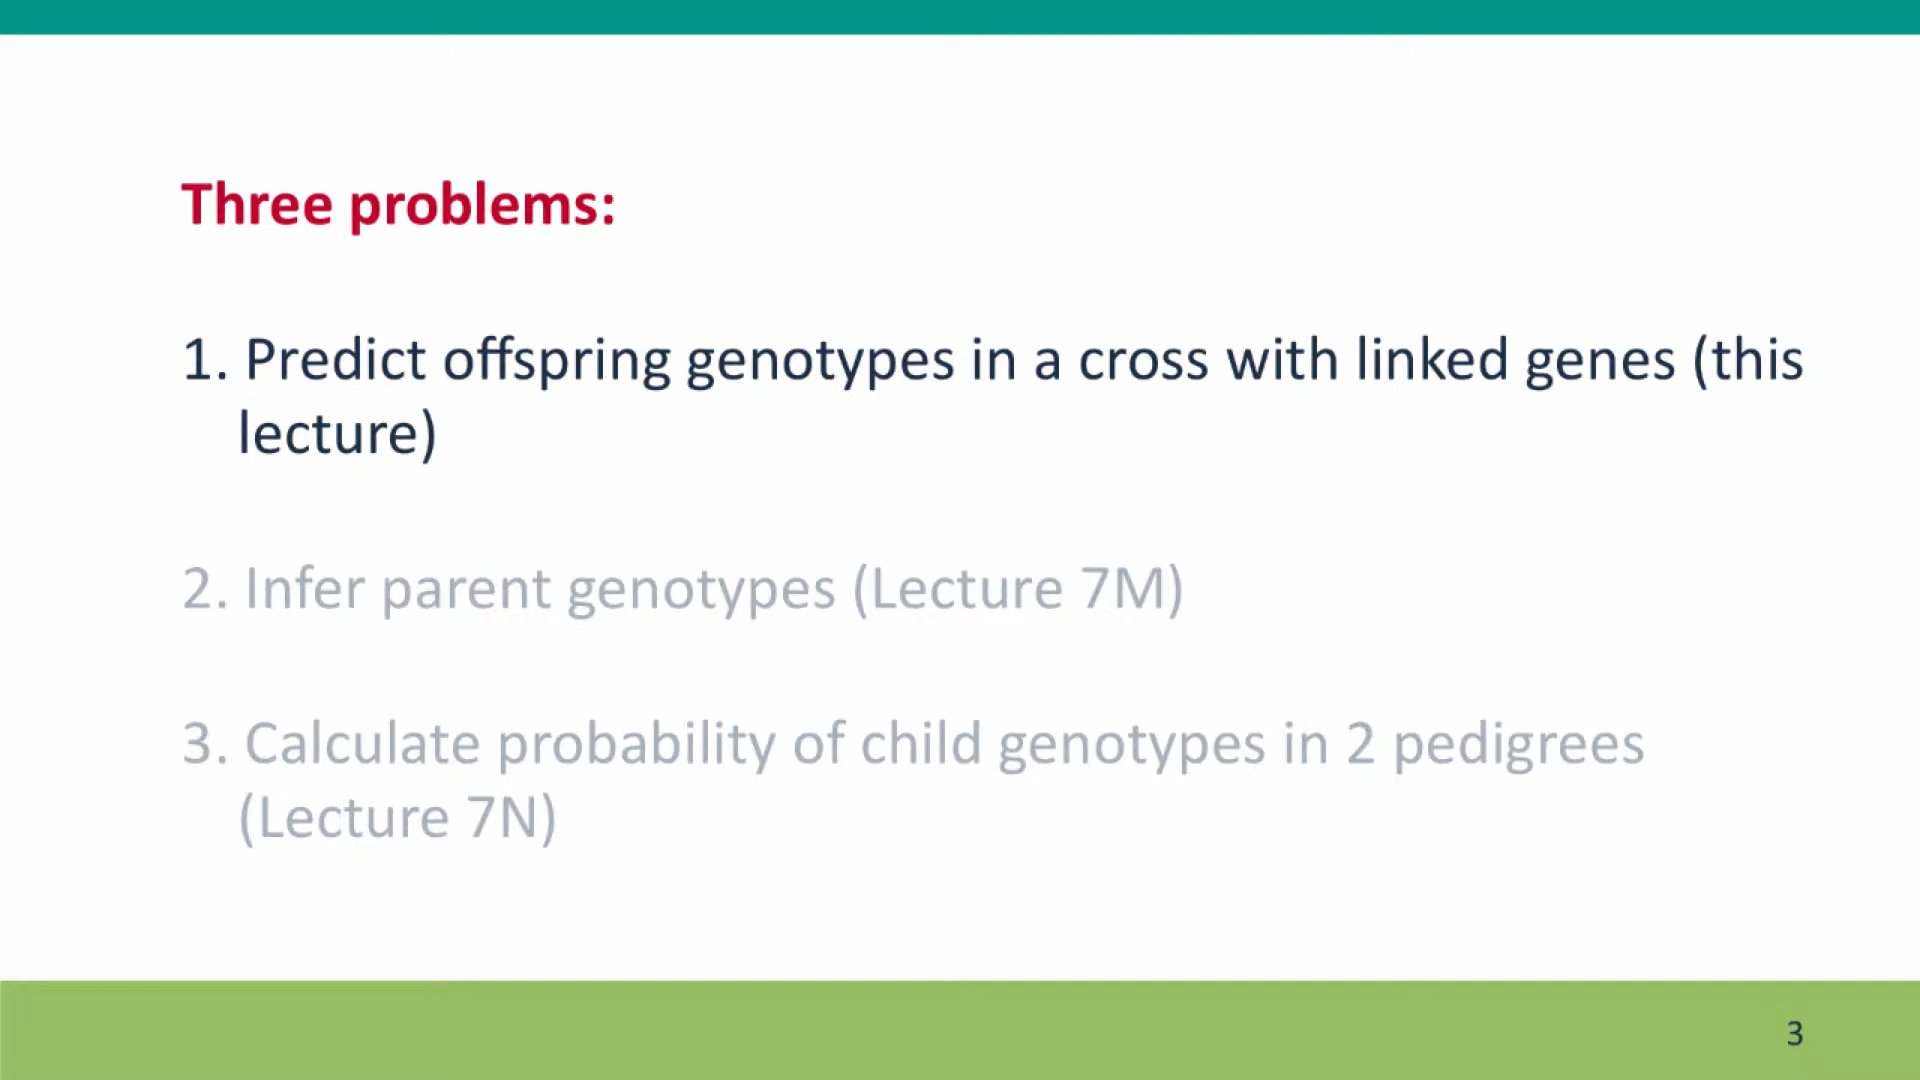 Three problems:
1. Predict offspring genotypes in a cross with linked genes (this
lecture)
2. Infer parent genotypes (Lecture 7M)
3. Calculate probability of child genotypes in 2 pedigrees
(Lecture 7N)
3